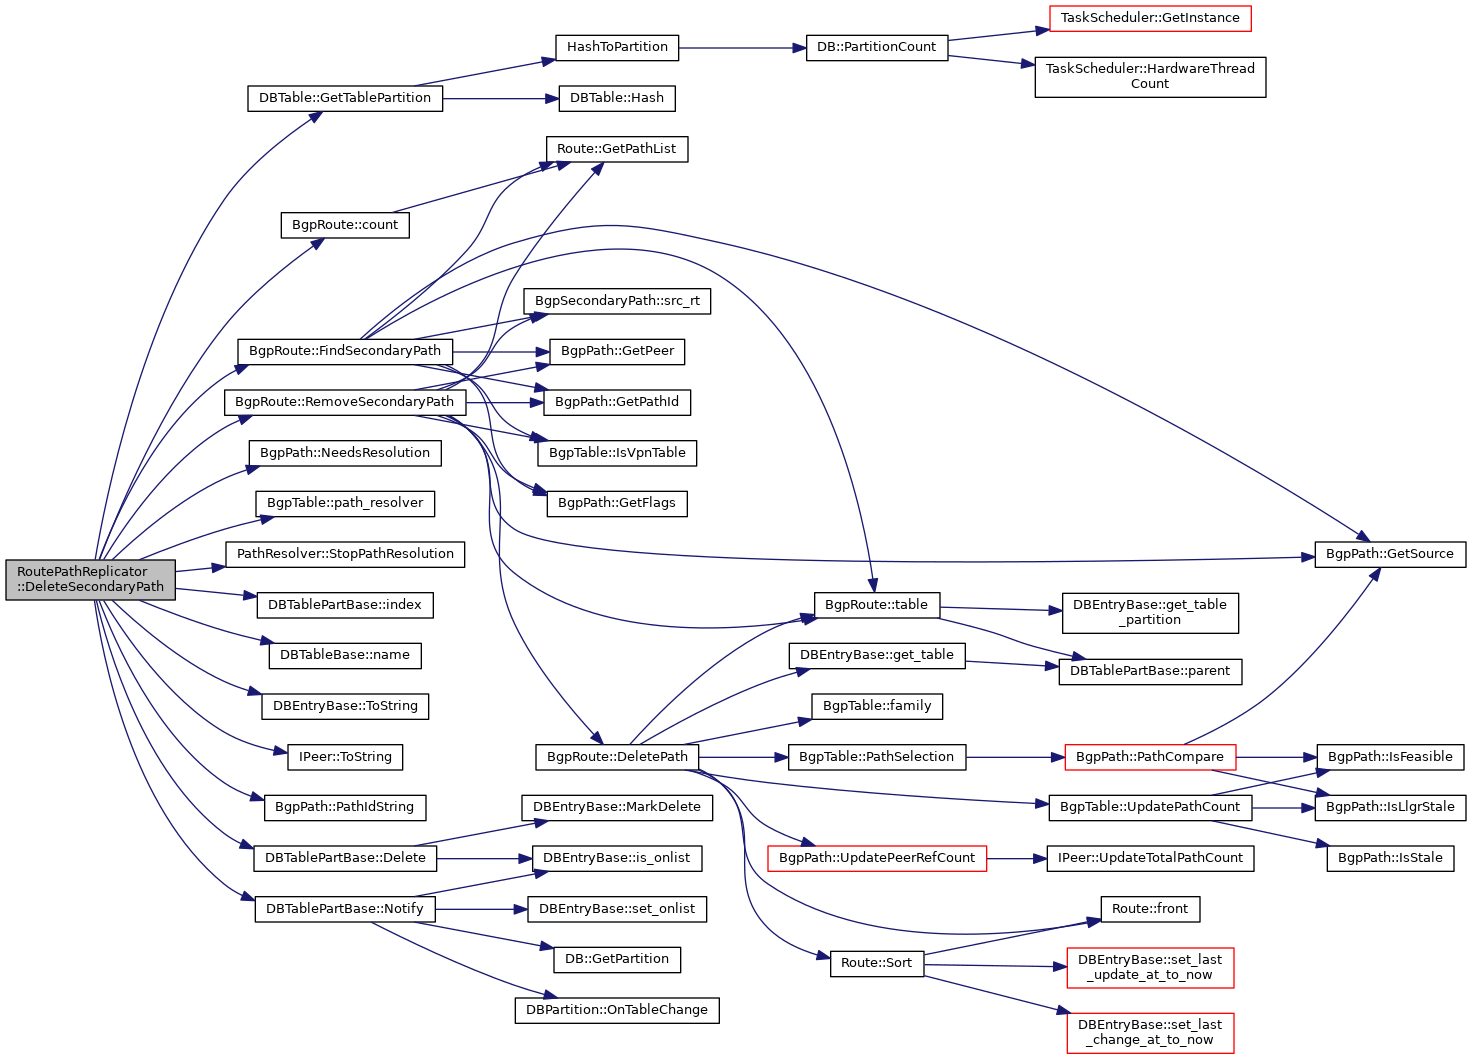 TaskScheduler::GetInstance
HashToPartition
DB::PartitionCount
TaskScheduler::HardwareThread
Count
DBTable::GetTablePartition
DBTable::Hash
Route::GetPathList
BgpRoute::count
BgpSecondaryPath::src_rt
BgpRoute::FindSecondaryPath
BgpPath::GetPeer
BgpRoute::RemoveSecondaryPath
BgpPath::GetPathId
BgpPath::NeedsResolution
BgpTable::IsVpnTable
BgpTable::path_resolver
BgpPath::GetFlags
PathResolver::StopPathResolution
BgpPath::GetSource
RoutePathReplicator
::DeleteSecondaryPath
DBTablePartBase::index
BgpRoute::table
DBEntryBase::get_table
_partition
DBTableBase::name
DBEntryBase::get_table
DBTablePartBase::parent
DBEntryBase::ToString
BgpTable::family
IPeer::ToString
BgpRoute::DeletePath
BgpTable::PathSelection
BgpPath::PathCompare
BgpPath::IsFeasible
BgpPath::PathIdString
DBEntryBase::MarkDelete
BgpTable::UpdatePathCount
BgpPath::IsLlgrStale
DBTablePartBase::Delete
DBEntryBase::is_onlist
BgpPath::UpdatePeerRefCount
IPeer::UpdateTotalPathCount
BgpPath::IsStale
DBTablePartBase::Notify
DBEntryBase::set_onlist
Route::front
DB::GetPartition
Route::Sort
DBEntryBase::set_last
_update_at_to_now
DBPartition::OnTableChange
DBEntryBase::set_last
_change_at_to_now